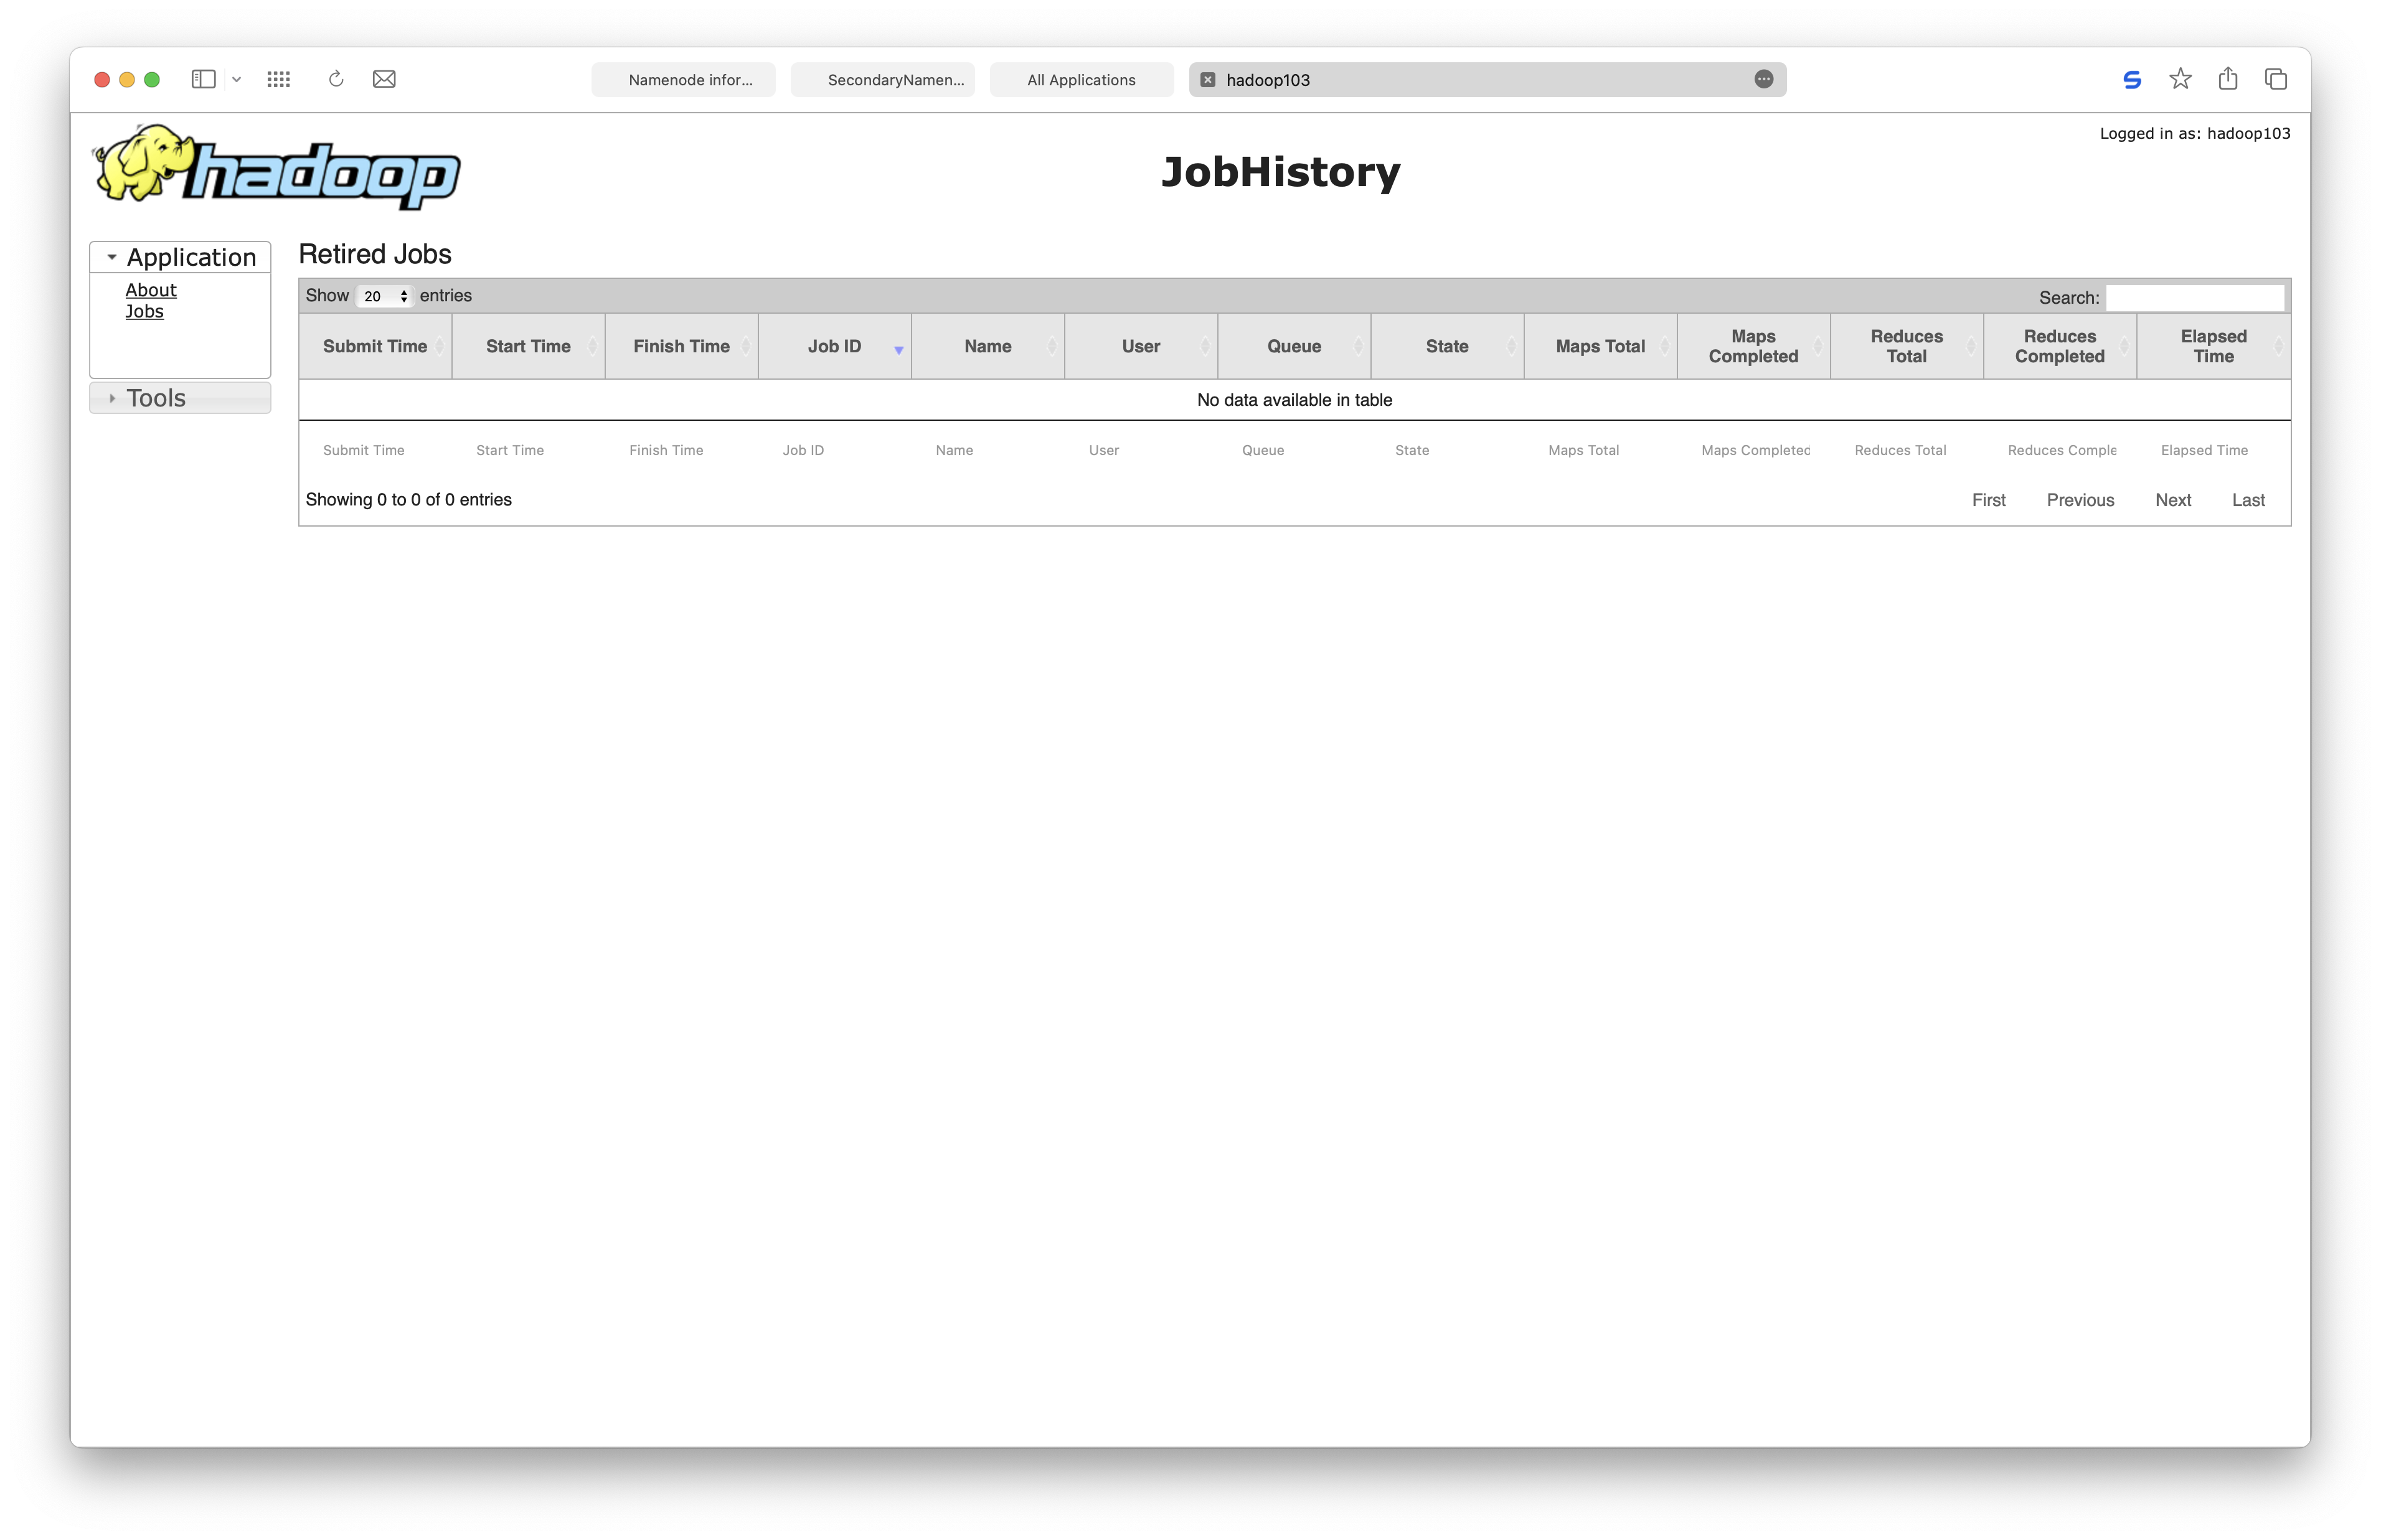 Namenode infor... SecondaryNamen... All Applications hadoop103
Logged in as: hadoop103
hadoop
JobHistory
Application
About
Jobs
Tools
Retired Jobs
Show 20 entries Search:
Submit Time Start Time Finish Time Job ID Name User Queue State Maps Total Maps Completed Reduces Total Reduces Completed Elapsed Time
No data available in table
Submit Time Start Time Finish Time Job ID Name User Queue State Maps Total Maps Completed Reduces Total Reduces Comple Elapsed Time
Showing 0 to 0 of 0 entries First Previous Next Last